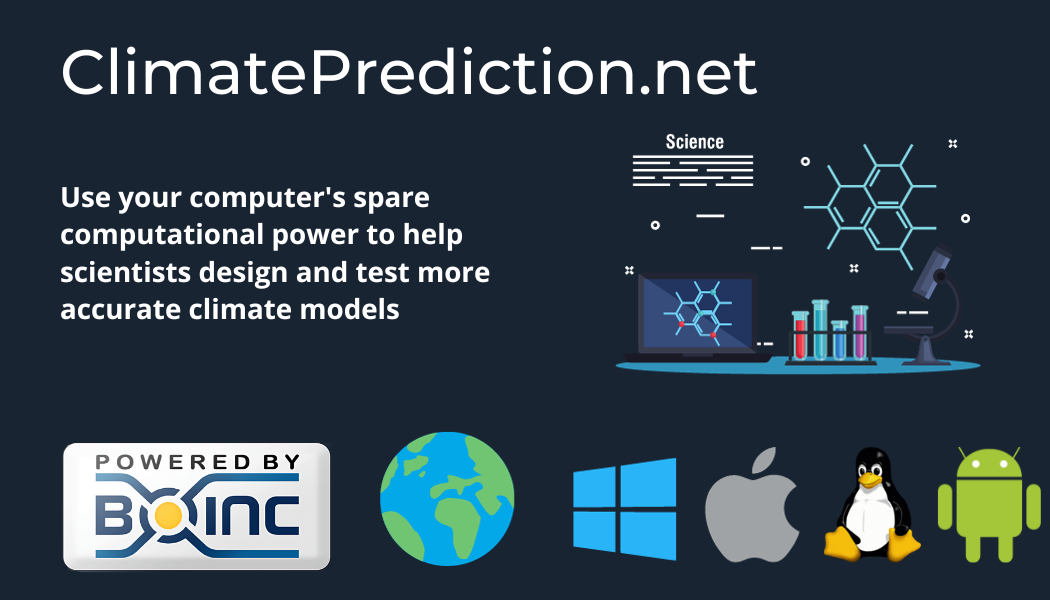 ClimatePrediction.net
Science
Use your computer's spare
computational power to help
scientists design and test more
accurate climate models
POWERED BY
BOINC